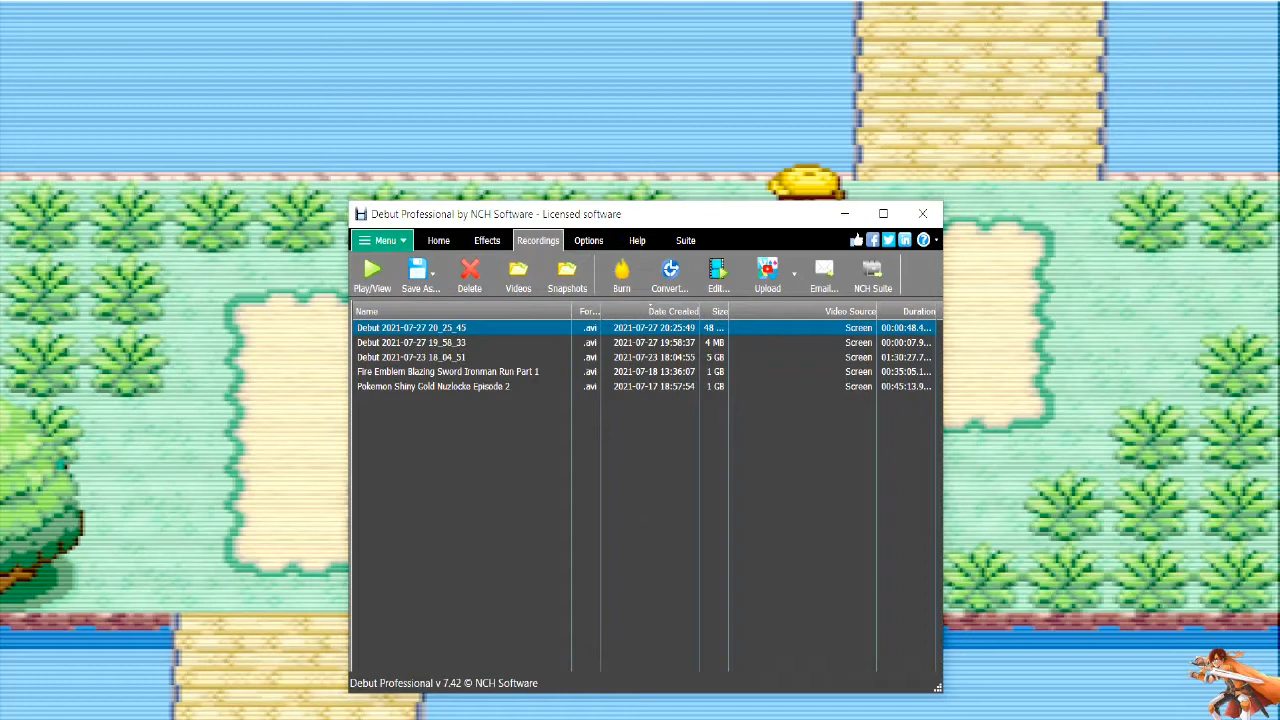 Debut Professional by NCH Software - Licensed software
Menu Home Effects Recordings Options Help Suite
Play/View Save As... Delete Videos Snapshots Burn Convert... Edit... Upload Email... NCH Suite
Name For... Date Created Size Video Source Duration
Debut 2021-07-27 20_25_45 .avi 2021-07-27 20:25:49 48 ... Screen 00:00:48.4...
Debut 2021-07-27 19_58_33 .avi 2021-07-27 19:58:37 4 MB Screen 00:00:07.9...
Debut 2021-07-23 18_04_51 .avi 2021-07-23 18:04:55 5 GB Screen 01:30:27.7...
Fire Emblem Blazing Sword Ironman Run Part 1 .avi 2021-07-18 13:36:07 1 GB Screen 00:35:05.1...
Pokemon Shiny Gold Nuzlocke Episode 2 .avi 2021-07-17 18:57:54 1 GB Screen 00:45:13.9...
Debut Professional v 7.42 © NCH Software